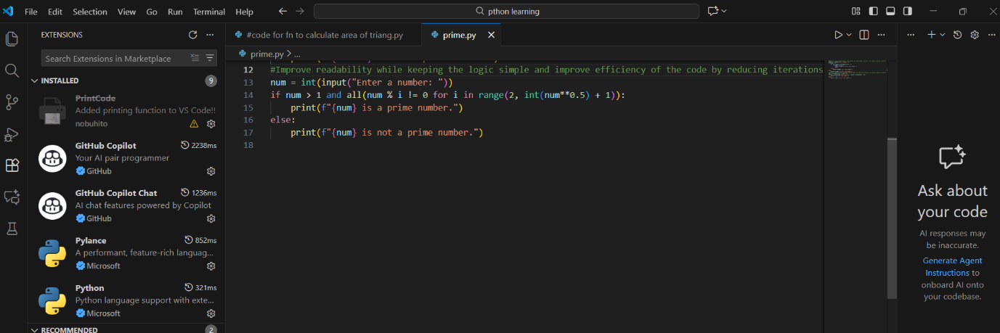 File Edit Selection View Go Run Terminal Help
pthon learning
EXTENSIONS
Search Extensions in Marketplace
INSTALLED 9
PrintCode
Added printing function to VS Code!!
nobuhito
GitHub Copilot 2238ms
Your AI pair programmer
GitHub
GitHub Copilot Chat 1236ms
AI chat features powered by Copilot
GitHub
Pylance 852ms
A performant, feature-rich languag...
Microsoft
Python 321ms
Python language support with exte...
Microsoft
RECOMMENDED 2
#code for fn to calculate area of triang.py
prime.py
prime.py > ...
12 #Improve readability while keeping the logic simple and improve efficiency of the code by reducing iterations
13 num = int(input("Enter a number: "))
14 if num > 1 and all(num % i != 0 for i in range(2, int(num**0.5) + 1)):
15     print(f"{num} is a prime number.")
16 else:
17     print(f"{num} is not a prime number.")
18
Ask about
your code
AI responses may
be inaccurate.
Generate Agent
Instructions to
onboard AI onto
your codebase.